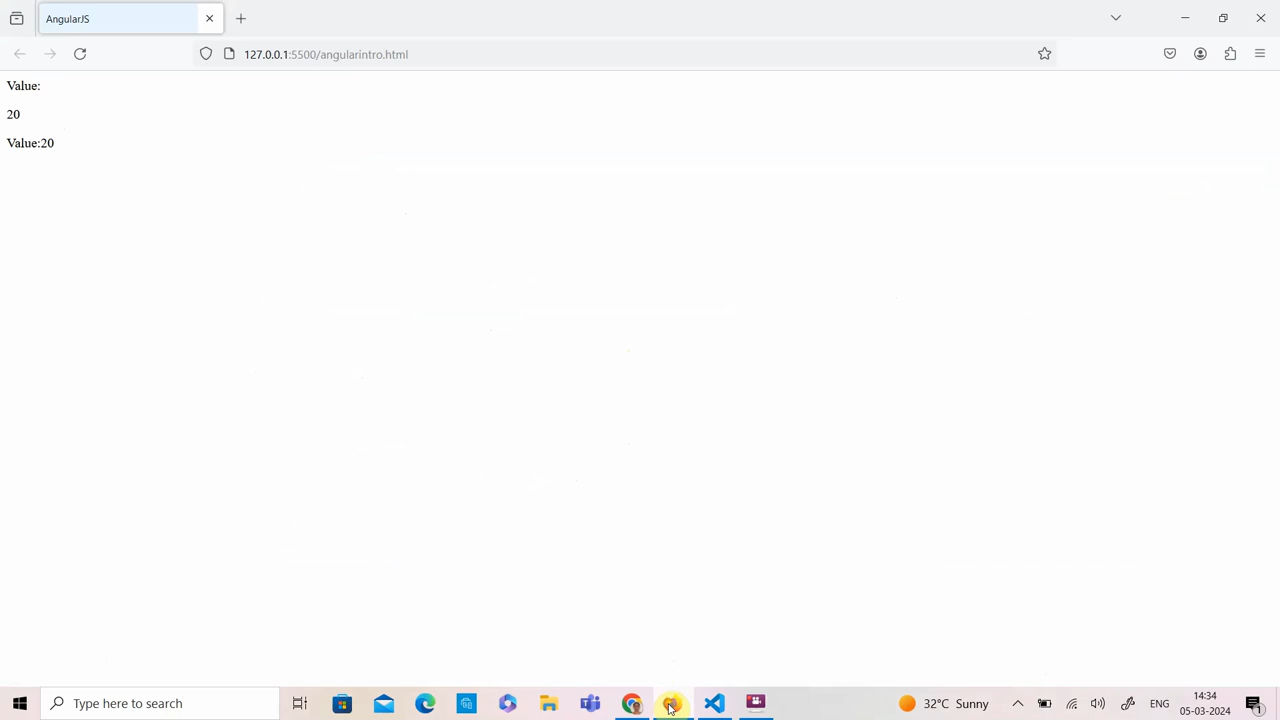 AngularJS
127.0.0.1:5500/angularintro.html
Value:
20
Value:20
Type here to search
32°C Sunny
ENG
14:34
05-03-2024
1